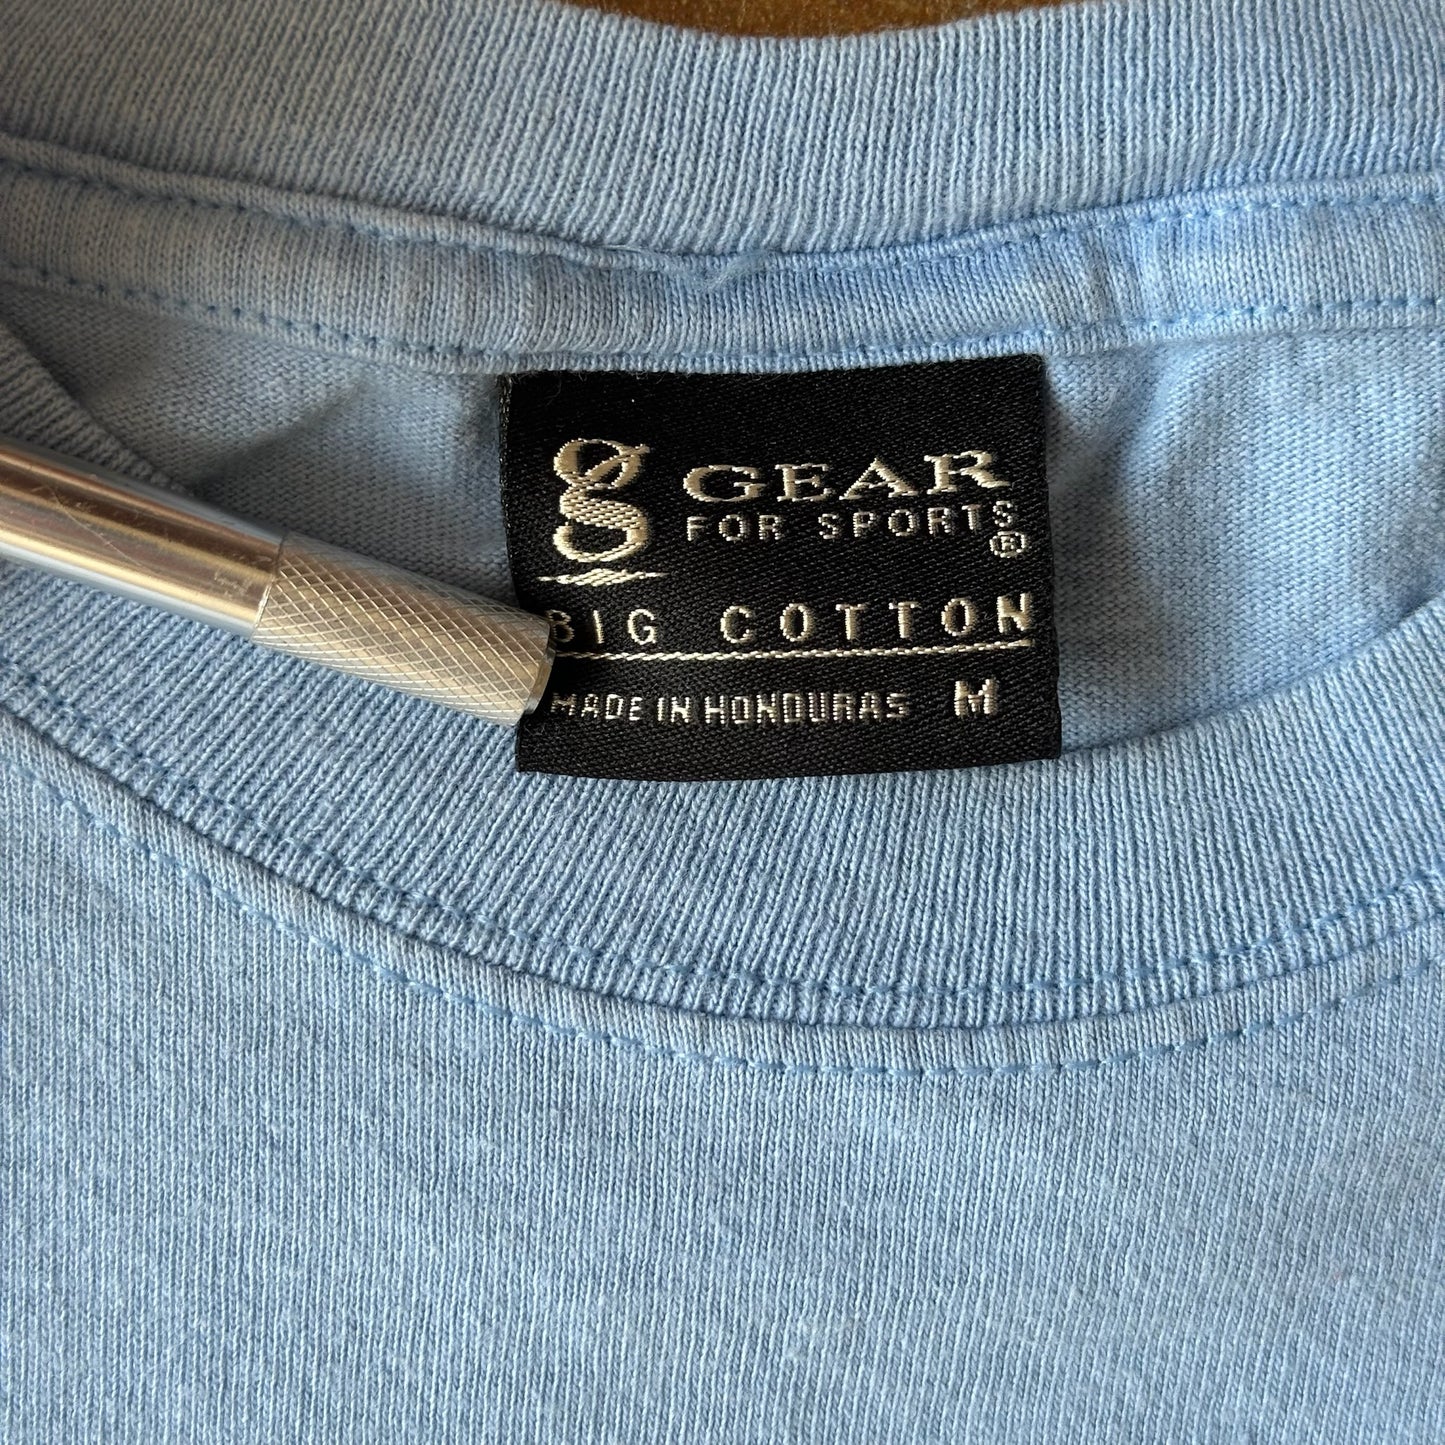 g GEAR
FOR SPORTS®
BIG COTTON
MADE IN HONDURAS M